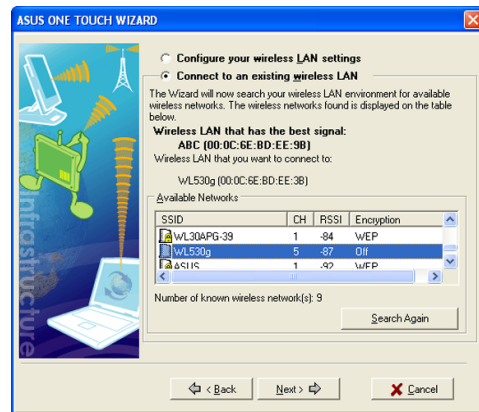 ASUS ONE TOUCH WIZARD
Configure your wireless LAN settings
Connect to an existing wireless LAN
The Wizard will now search your wireless LAN environment for available
wireless networks. The wireless networks found is displayed on the table
below.
Wireless LAN that has the best signal:
ABC (00:0C:6E:BD:EE:9B)
Wireless LAN that you want to connect to:
WL530g (00:0C:6E:BD:EE:3B)
Available Networks
SSID CH RSSI Encryption
WL30APG-39 1 -84 WEP
WL530g 5 -87 Off
ASUS 1 -92 WEP
Number of known wireless network(s): 9
Search Again
< Back Next > Cancel
Infrastructure